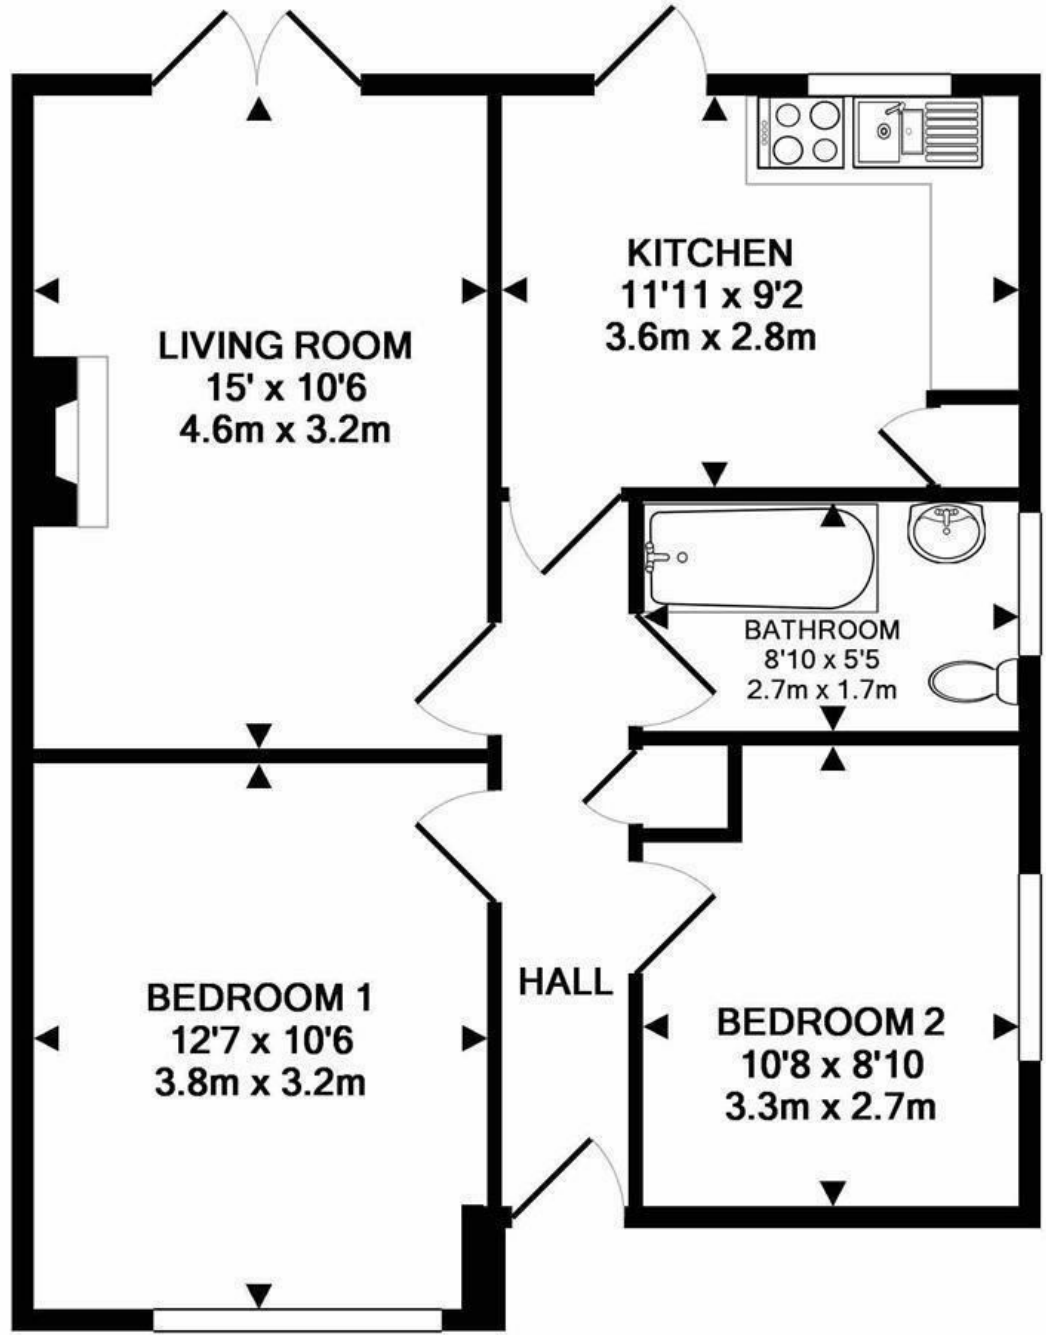 KITCHEN
11'11 x 9'2
3.6m x 2.8m
LIVING ROOM
15' x 10'6
4.6m x 3.2m
BATHROOM
8'10 x 5'5
2.7m x 1.7m
HALL
BEDROOM 1
12'7 x 10'6
3.8m x 3.2m
BEDROOM 2
10'8 x 8'10
3.3m x 2.7m